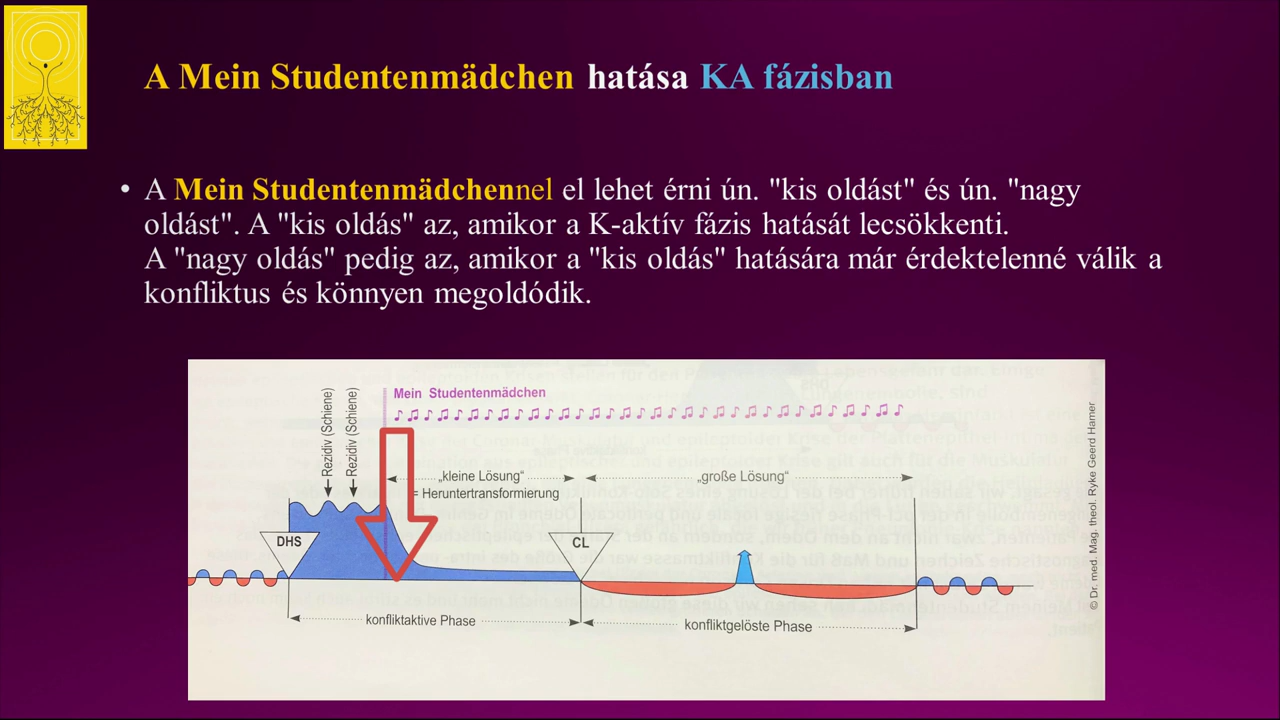 A Mein Studentenmädchen hatása KA fázisban
• A Mein Studentenmädchennel el lehet érni ún. "kis oldást" és ún. "nagy
oldást". A "kis oldás" az, amikor a K-aktív fázis hatását lecsökkenti.
A "nagy oldás" pedig az, amikor a "kis oldás" hatására már érdektelenné válik a
konfliktus és könnyen megoldódik.
Mein Studentenmädchen
Rezidiv (Schiene)
Rezidiv (Schiene)
„kleine Lösung“
„große Lösung“
= Heruntertransformierung
DHS
CL
konfliktaktive Phase
konfliktgelöste Phase
© Dr. med. Mag. theol. Ryke Geerd Hamer